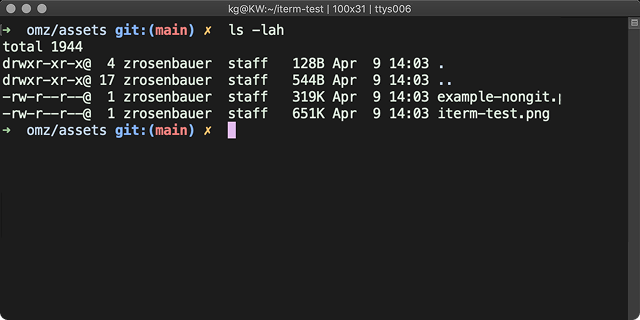 kg@KW:~/iterm-test | 100x31 | ttys006
➜ omz/assets git:(main) ✗ ls -lah
total 1944
drwxr-xr-x@ 4 zrosenbauer staff 128B Apr 9 14:03 .
drwxr-xr-x@ 17 zrosenbauer staff 544B Apr 9 14:03 ..
-rw-r--r--@ 1 zrosenbauer staff 319K Apr 9 14:03 example-nongit.
-rw-r--r--@ 1 zrosenbauer staff 651K Apr 9 14:03 iterm-test.png
➜ omz/assets git:(main) ✗